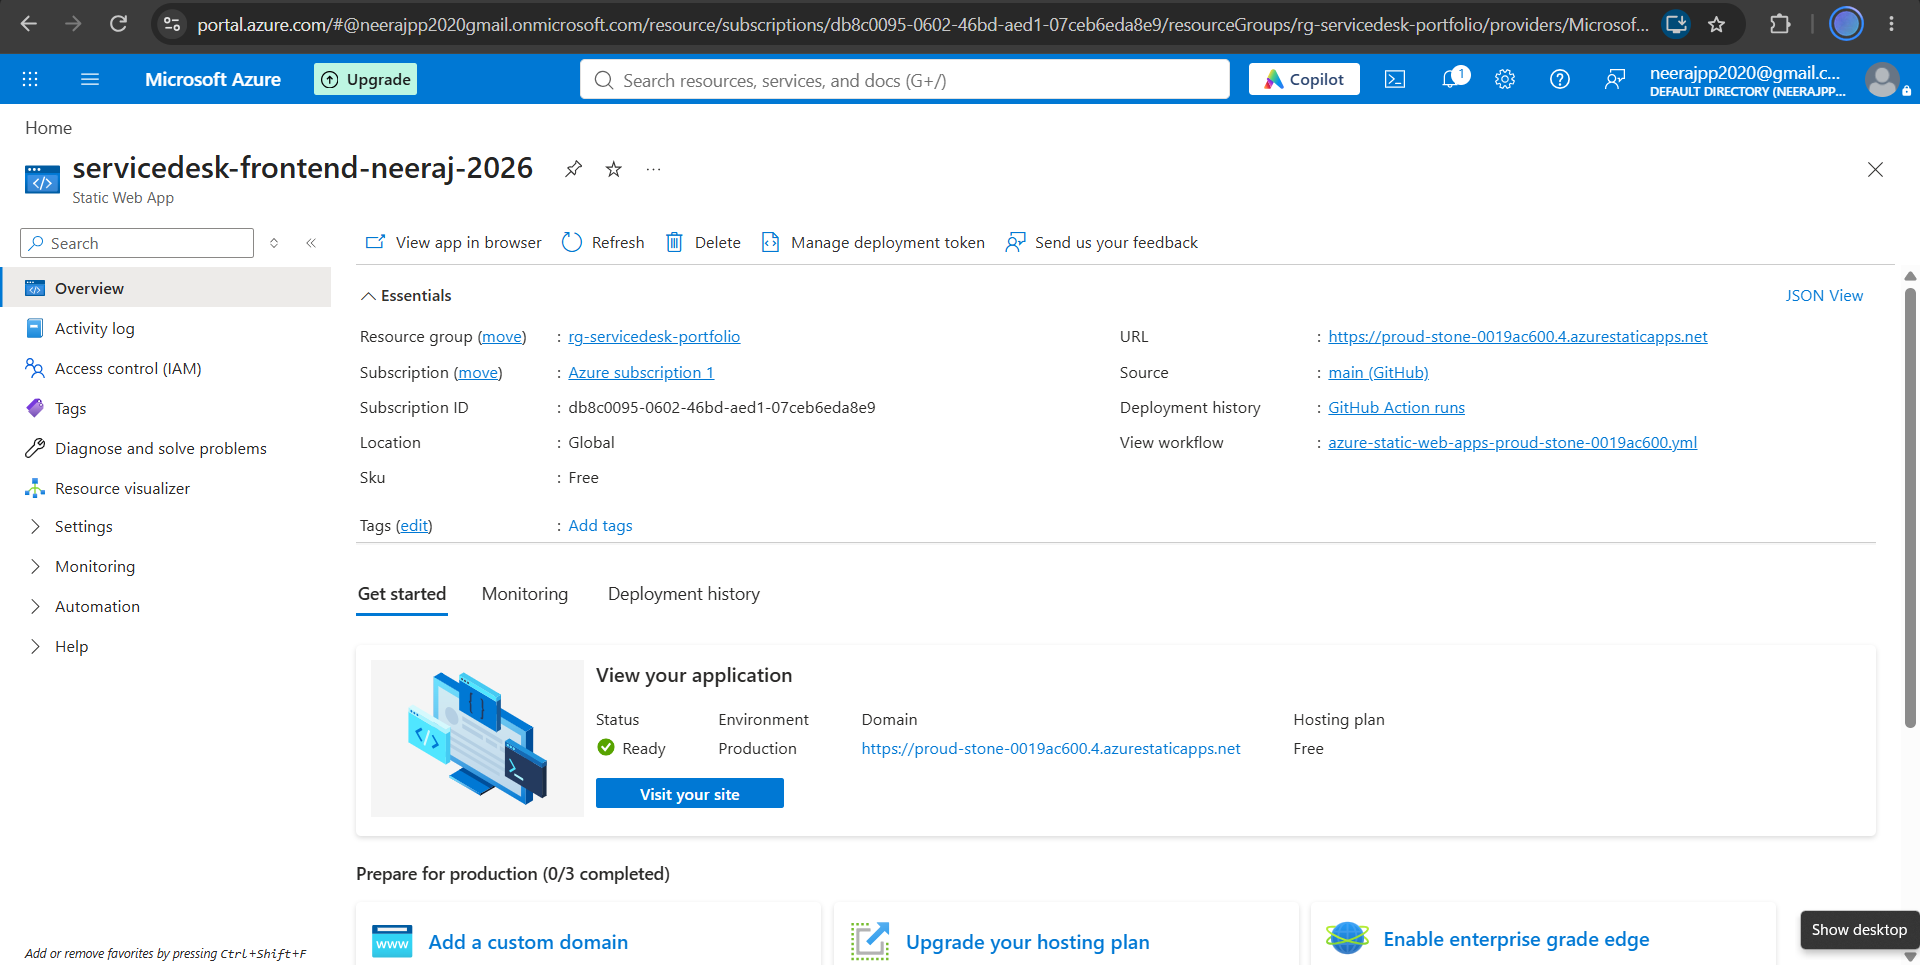 portal.azure.com/#@neerajpp2020gmail.onmicrosoft.com/resource/subscriptions/db8c0095-0602-46bd-aed1-07ceb6eda8e9/resourceGroups/rg-servicedesk-portfolio/providers/Microsof...
Microsoft Azure
Upgrade
Search resources, services, and docs (G+/)
Copilot
1
neerajpp2020@gmail.c...
DEFAULT DIRECTORY (NEERAJPP...
Home
servicedesk-frontend-neeraj-2026
...
Static Web App
Search
View app in browser
Refresh
Delete
Manage deployment token
Send us your feedback
Overview
Activity log
Access control (IAM)
Tags
Diagnose and solve problems
Resource visualizer
Settings
Monitoring
Automation
Help
Add or remove favorites by pressing Ctrl+Shift+F
Essentials
JSON View
Resource group (move) : rg-servicedesk-portfolio
Subscription (move) : Azure subscription 1
Subscription ID : db8c0095-0602-46bd-aed1-07ceb6eda8e9
Location : Global
Sku : Free
Tags (edit) : Add tags
URL : https://proud-stone-0019ac600.4.azurestaticapps.net
Source : main (GitHub)
Deployment history : GitHub Action runs
View workflow : azure-static-web-apps-proud-stone-0019ac600.yml
Get started
Monitoring
Deployment history
View your application
Status Environment Domain Hosting plan
Ready Production https://proud-stone-0019ac600.4.azurestaticapps.net Free
Visit your site
Prepare for production (0/3 completed)
www
Add a custom domain
Upgrade your hosting plan
Enable enterprise grade edge
Show desktop